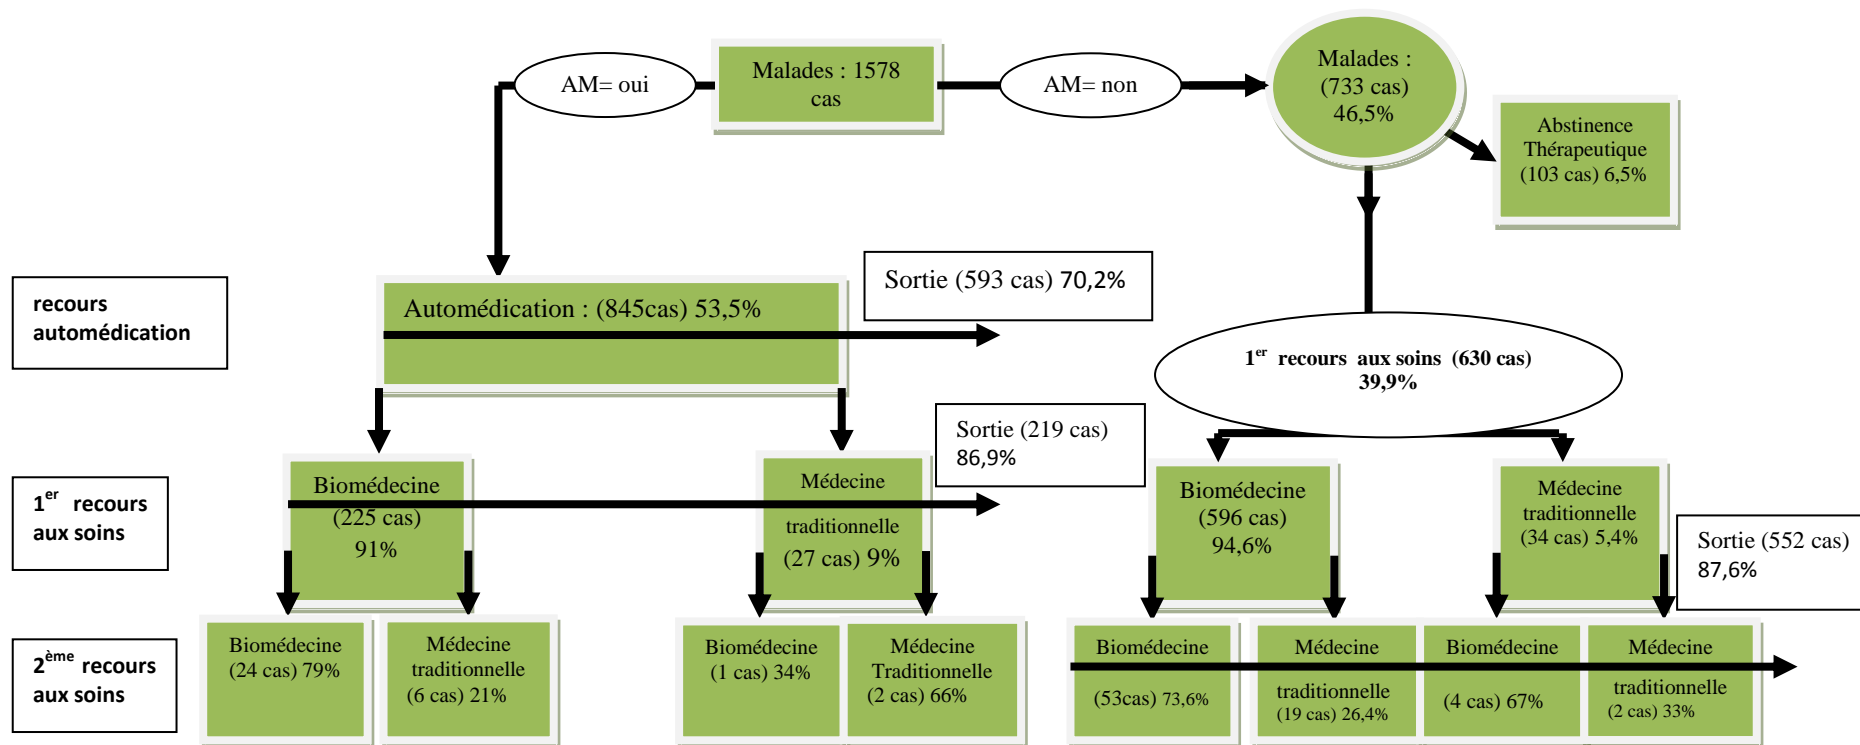 AM= oui
Malades : 1578
cas
AM= non
Malades :
(733 cas)
46,5%
Abstinence
Thérapeutique
(103 cas) 6,5%
recours
automédication
Automédication : (845cas) 53,5%
Sortie (593 cas) 70,2%
1er recours aux soins (630 cas)
39,9%
1er recours
aux soins
Biomédecine
(225 cas)
91%
Médecine
traditionnelle
(27 cas) 9%
Sortie (219 cas)
86,9%
Biomédecine
(596 cas)
94,6%
Médecine
traditionnelle
(34 cas) 5,4%
Sortie (552 cas)
87,6%
2ème recours
aux soins
Biomédecine
(24 cas) 79%
Médecine
traditionnelle
(6 cas) 21%
Biomédecine
(1 cas) 34%
Médecine
Traditionnelle
(2 cas) 66%
Biomédecine
(53cas) 73,6%
Médecine
traditionnelle
(19 cas) 26,4%
Biomédecine
(4 cas) 67%
Médecine
traditionnelle
(2 cas) 33%